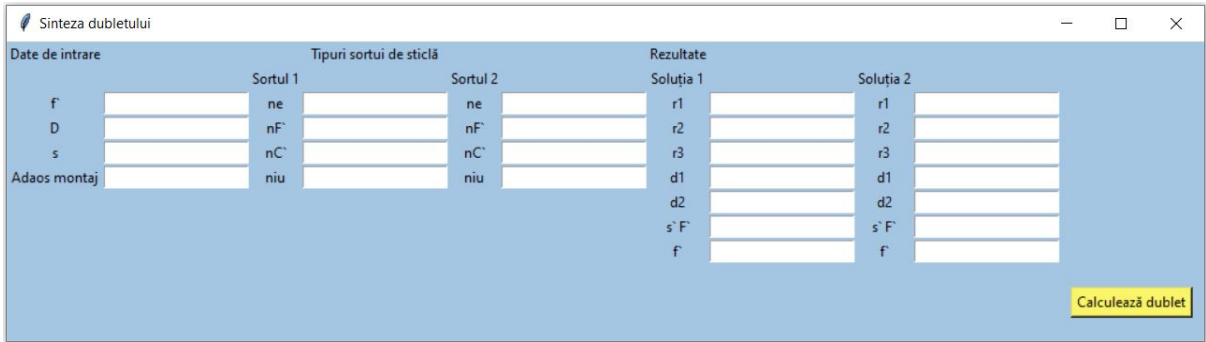 Sinteza dubletului
Date de intrare Tipuri sortui de sticlă Rezultate
Sortul 1 Sortul 2 Soluția 1 Soluția 2
f` ne ne r1 r1
D nF` nF` r2 r2
s nC` nC` r3 r3
Adaos montaj niu niu d1 d1
d2 d2
s`F` s`F`
f` f`
Calculează dublet